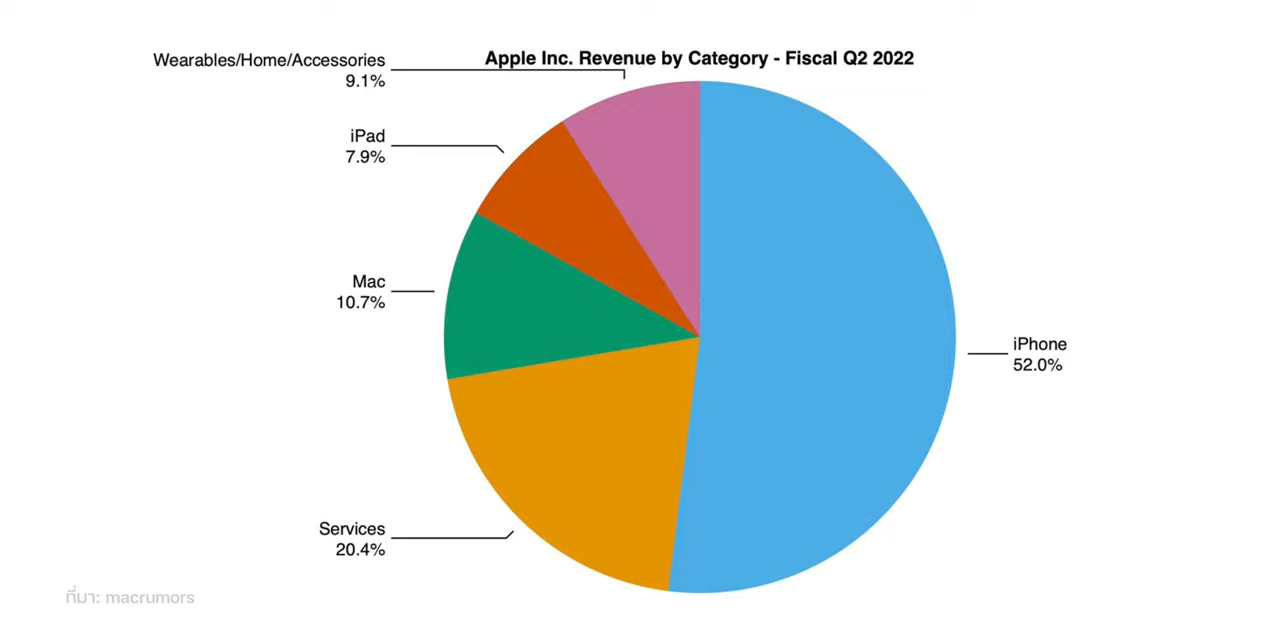 Apple Inc. Revenue by Category - Fiscal Q2 2022
Wearables/Home/Accessories
9.1%
iPad
7.9%
Mac
10.7%
iPhone
52.0%
Services
20.4%
ที่มา: macrumors